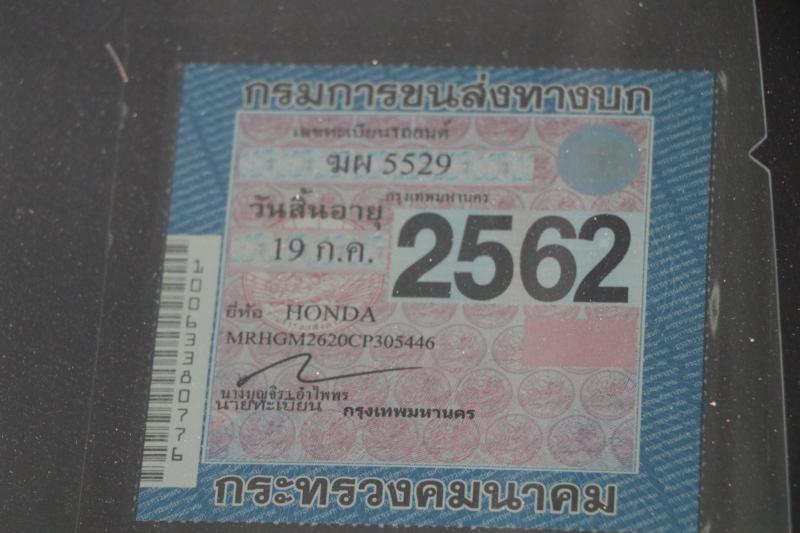 กรมการขนส่งทางบก
เลขทะเบียนรถยนต์
ฆผ 5529
กรุงเทพมหานคร
วันสิ้นอายุ
19 ก.ค. 2562
ยี่ห้อ HONDA
MRHGM2620CP305446
นายทะเบียน กรุงเทพมหานคร
กระทรวงคมนาคม
10063380776